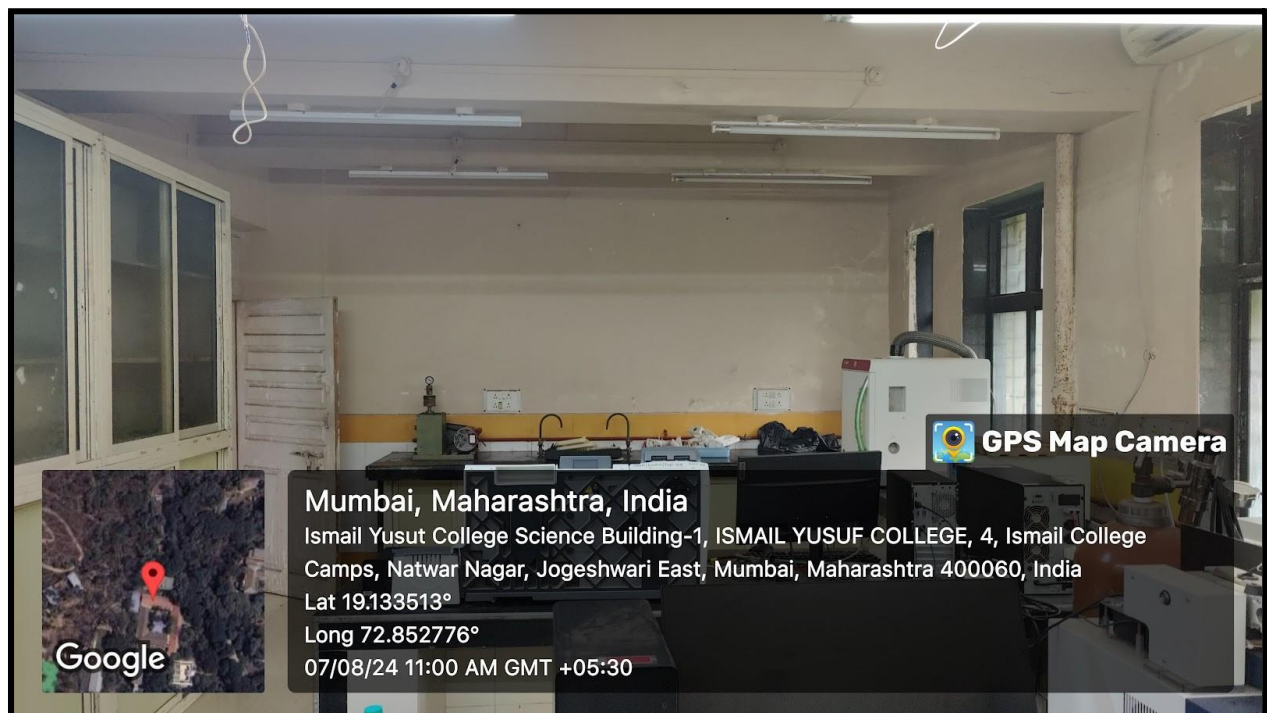 GPS Map Camera
Mumbai, Maharashtra, India
Ismail Yusut College Science Building-1, ISMAIL YUSUF COLLEGE, 4, Ismail College
Camps, Natwar Nagar, Jogeshwari East, Mumbai, Maharashtra 400060, India
Lat 19.133513°
Long 72.852776°
07/08/24 11:00 AM GMT +05:30
Google